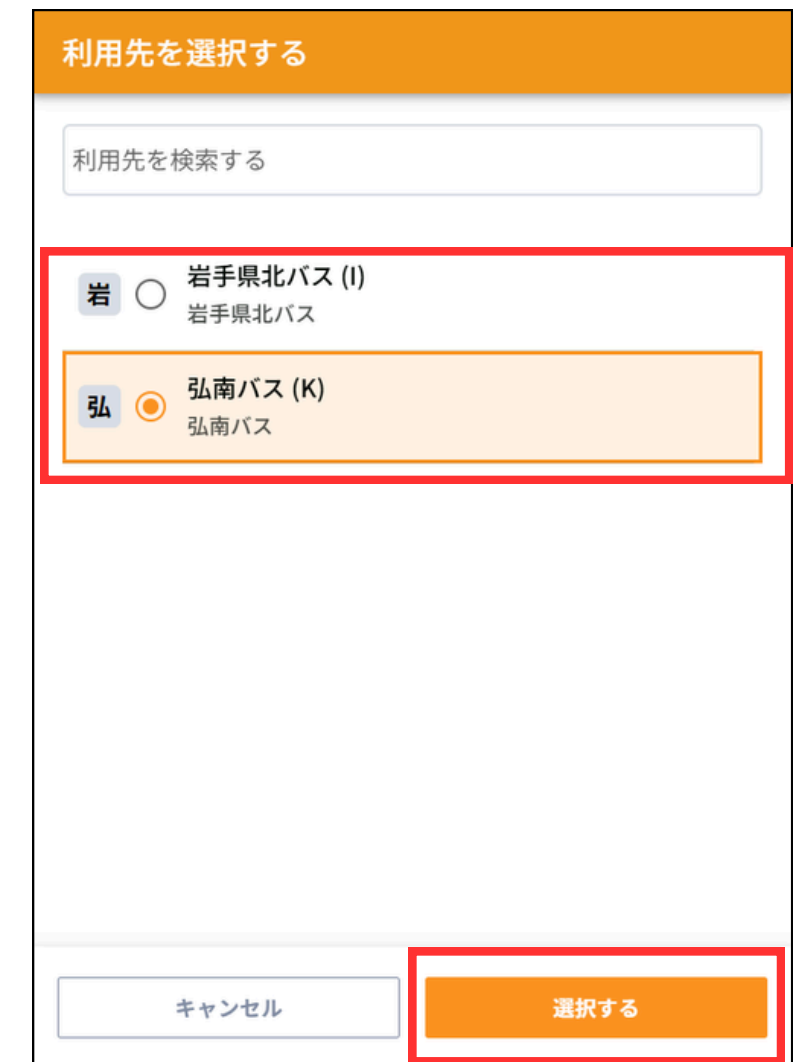 利用先を選択する
利用先を検索する
岩 岩手県北バス (I)
岩手県北バス
弘 弘南バス (K)
弘南バス
キャンセル 選択する